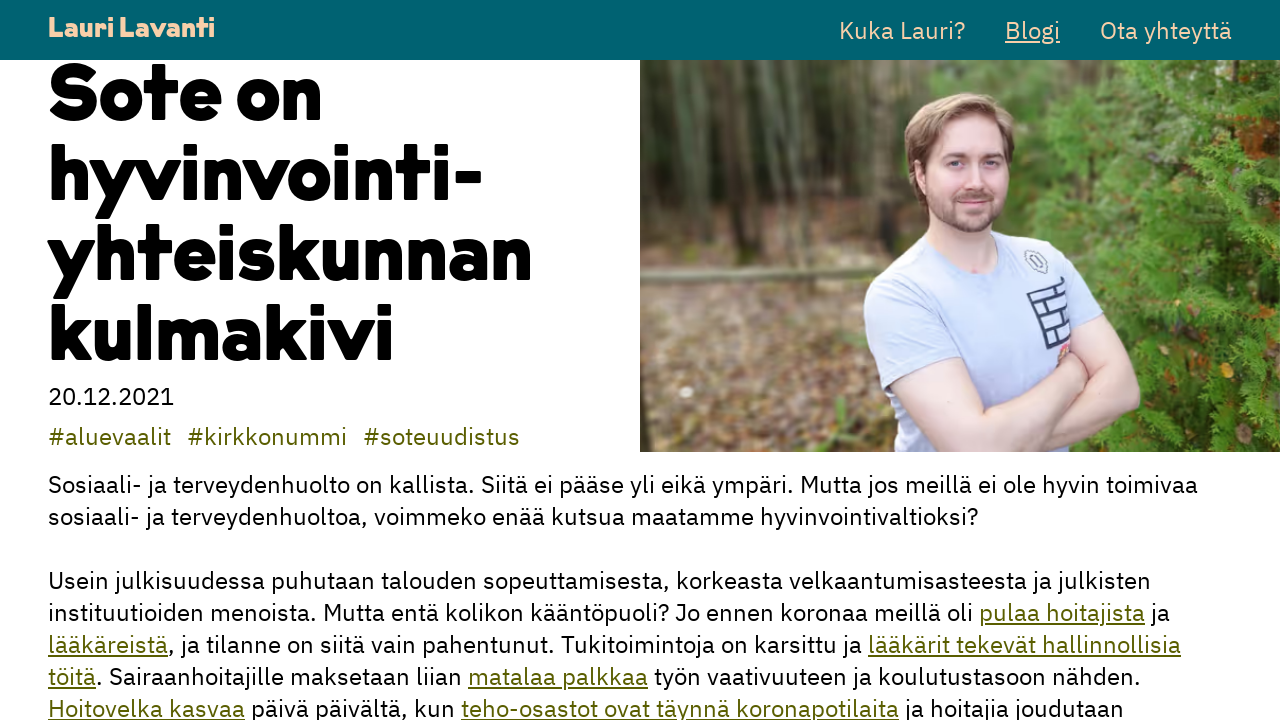 Lauri Lavanti
Kuka Lauri?
Blogi
Ota yhteyttä
Sote on
hyvinvointi-
yhteiskunnan
kulmakivi
20.12.2021
#aluevaalit #kirkkonummi #soteuudistus
Sosiaali- ja terveydenhuolto on kallista. Siitä ei pääse yli eikä ympäri. Mutta jos meillä ei ole hyvin toimivaa
sosiaali- ja terveydenhuoltoa, voimmeko enää kutsua maatamme hyvinvointivaltioksi?
Usein julkisuudessa puhutaan talouden sopeuttamisesta, korkeasta velkaantumisasteesta ja julkisten
instituutioiden menoista. Mutta entä kolikon kääntöpuoli? Jo ennen koronaa meillä oli pulaa hoitajista ja
lääkäreistä, ja tilanne on siitä vain pahentunut. Tukitoimintoja on karsittu ja lääkärit tekevät hallinnollisia
töitä. Sairaanhoitajille maksetaan liian matalaa palkkaa työn vaativuuteen ja koulutustasoon nähden.
Hoitovelka kasvaa päivä päivältä, kun teho-osastot ovat täynnä koronapotilaita ja hoitajia joudutaan